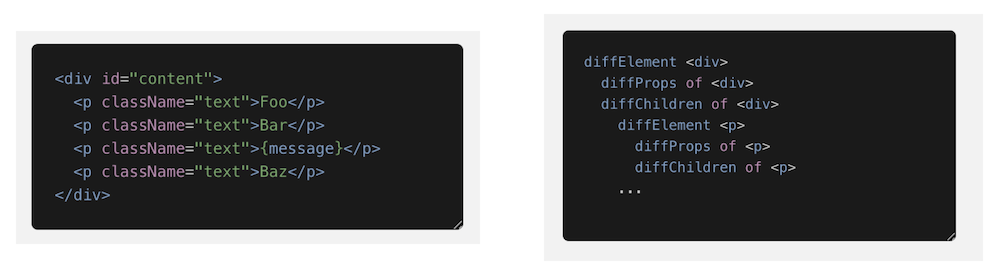 <div id="content">
  <p className="text">Foo</p>
  <p className="text">Bar</p>
  <p className="text">{message}</p>
  <p className="text">Baz</p>
</div>
diffElement <div>
  diffProps of <div>
  diffChildren of <div>
    diffElement <p>
      diffProps of <p>
      diffChildren of <p>
    ...